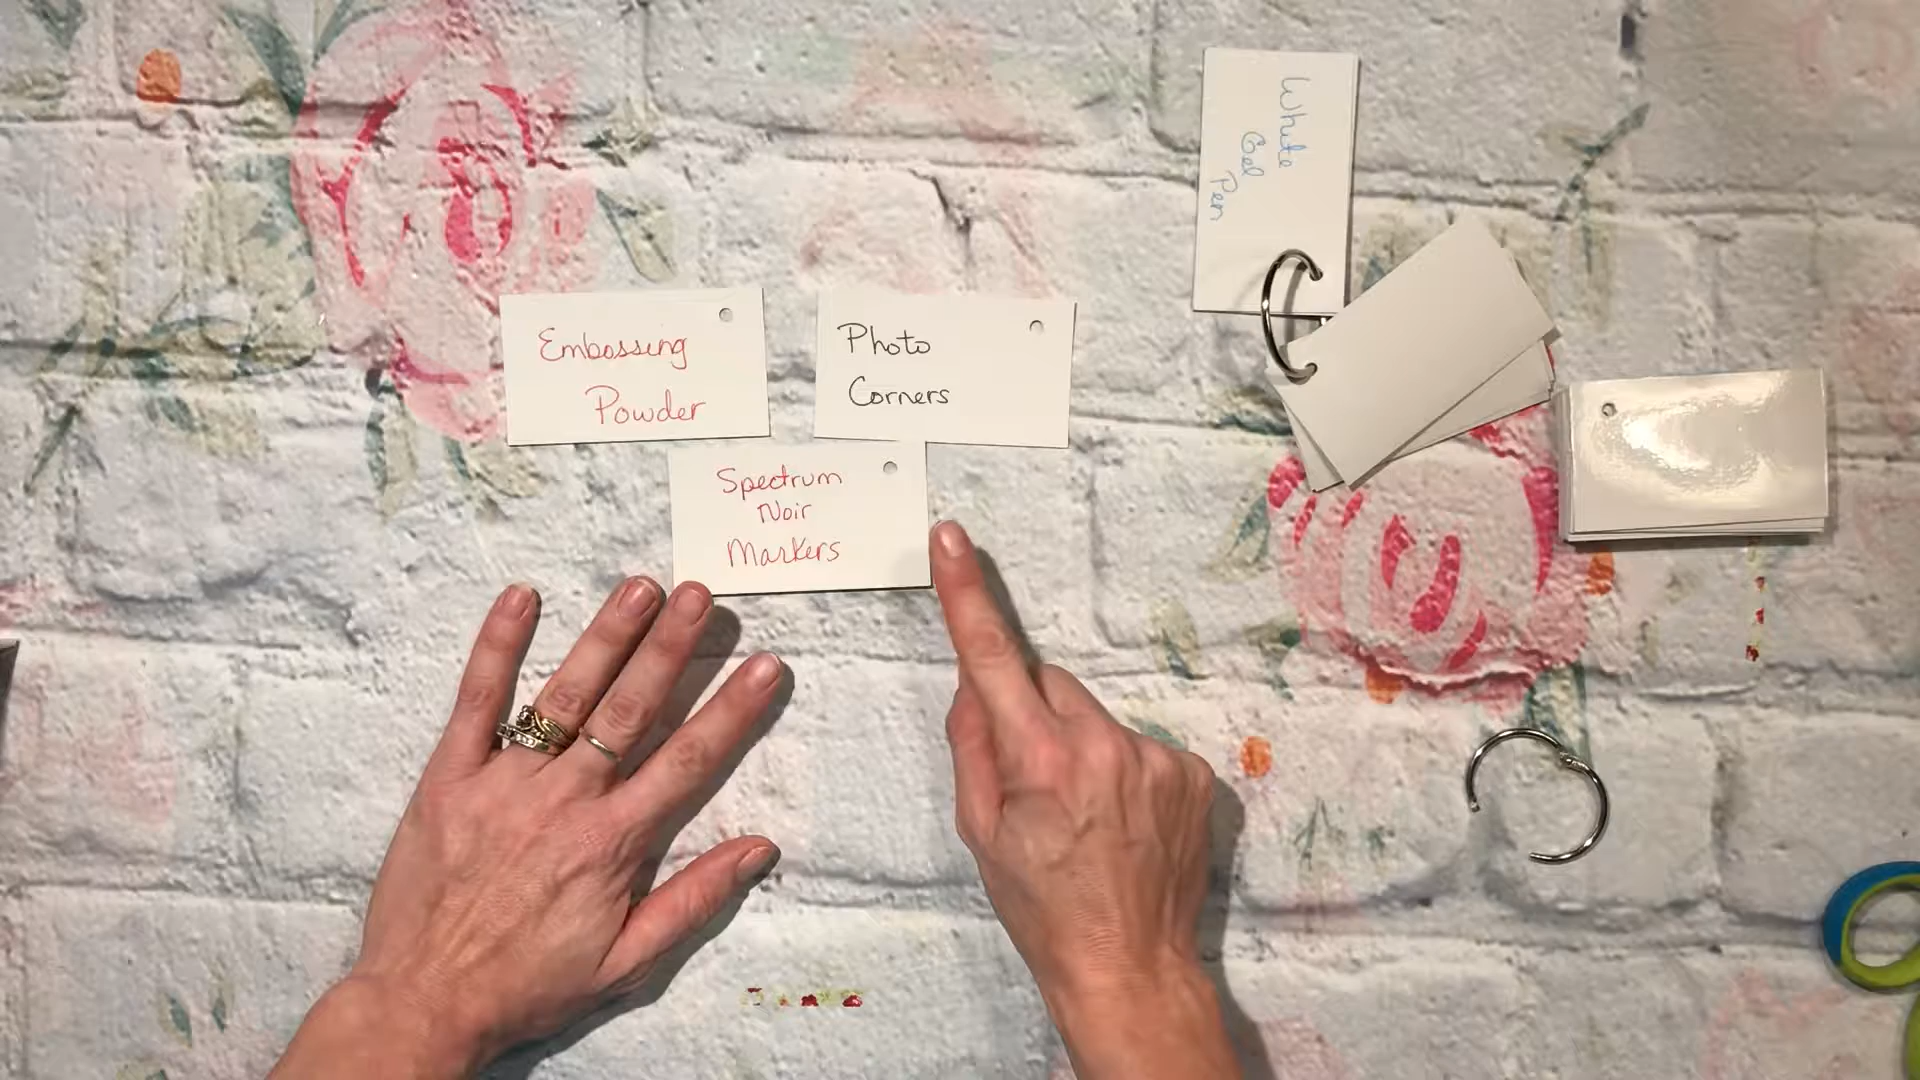 Embossing
Powder
Photo
Corners
Spectrum
Noir
Markers
White
Gel
Pen